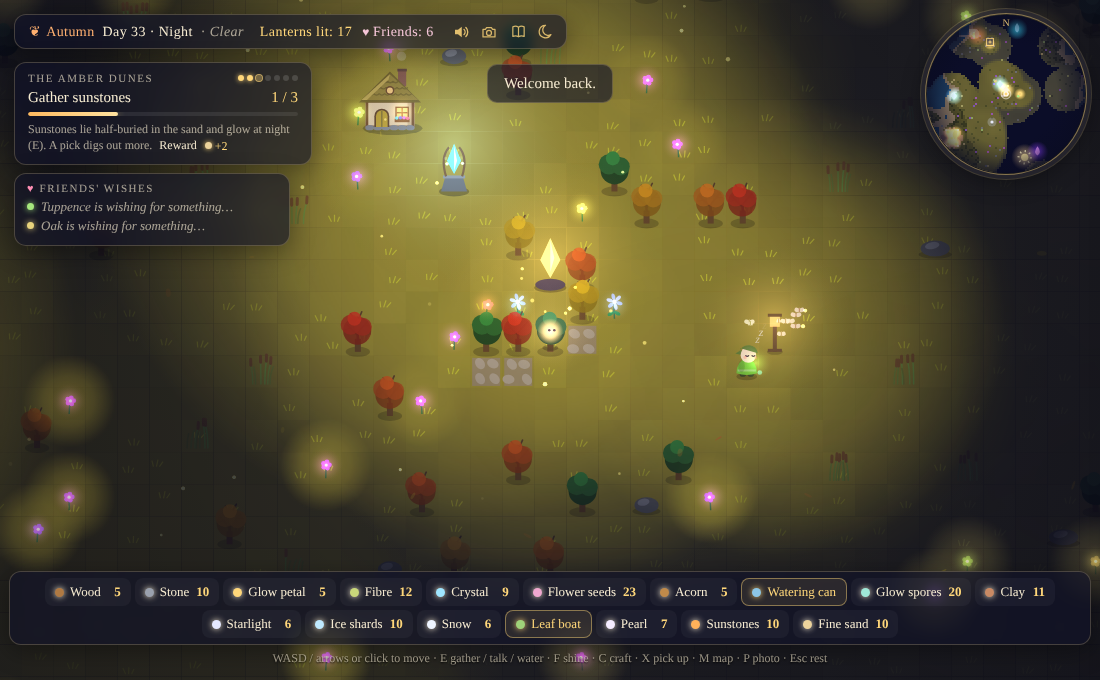 Autumn Day 33 · Night · Clear Lanterns lit: 17 ♥ Friends: 6
N
THE AMBER DUNES
Gather sunstones 1 / 3
Sunstones lie half-buried in the sand and glow at night
(E). A pick digs out more. Reward +2
♥ FRIENDS' WISHES
Tuppence is wishing for something…
Oak is wishing for something…
Welcome back.
z
z
Wood 5 Stone 10 Glow petal 5 Fibre 12 Crystal 9 Flower seeds 23 Acorn 5 Watering can Glow spores 20 Clay 11
Starlight 6 Ice shards 10 Snow 6 Leaf boat Pearl 7 Sunstones 10 Fine sand 10
WASD / arrows or click to move · E gather / talk / water · F shine · C craft · X pick up · M map · P photo · Esc rest